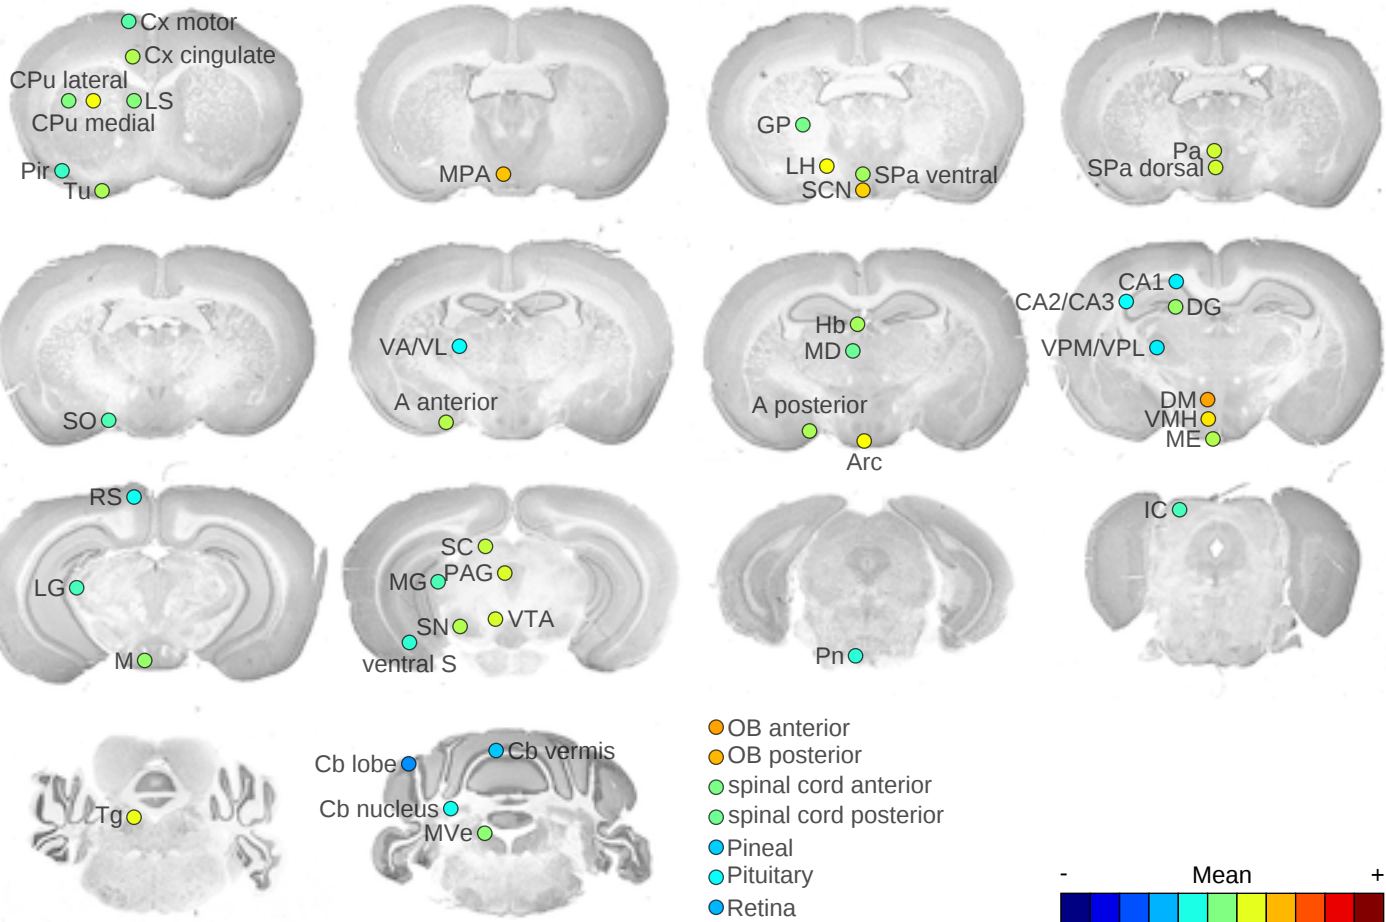 Cx motor
Cx cingulate
CPu lateral
LS
CPu medial
Pir
Tu
MPA
GP
LH
SPa ventral
SCN
Pa
SPa dorsal
SO
VA/VL
A anterior
Hb
MD
A posterior
Arc
CA1
CA2/CA3
DG
VPM/VPL
DM
VMH
ME
RS
LG
M
SC
MG
PAG
SN
VTA
ventral S
Pn
IC
Tg
Cb lobe
Cb vermis
Cb nucleus
MVe
OB anterior
OB posterior
spinal cord anterior
spinal cord posterior
Pineal
Pituitary
Retina
- Mean +